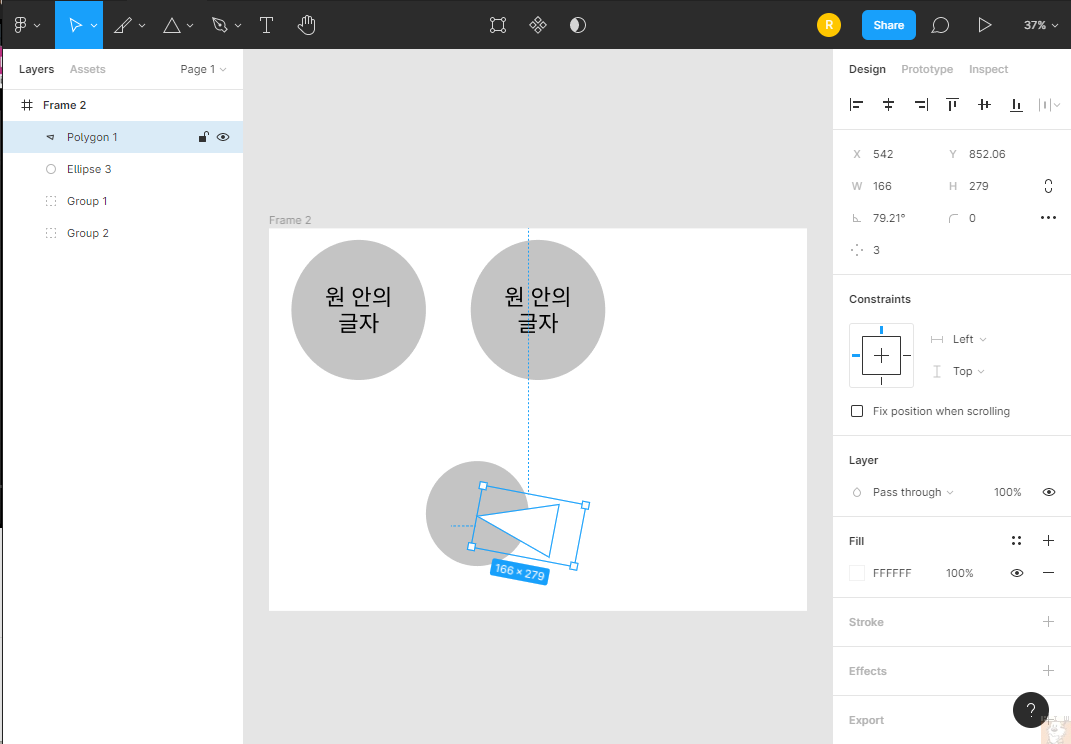 R
Share
37%
Layers
Assets
Page 1
Frame 2
Polygon 1
Ellipse 3
Group 1
Group 2
Frame 2
원 안의
글자
원 안의
글자
166 × 279
Design
Prototype
Inspect
X 542
Y 852.06
W 166
H 279
79.21°
0
3
Constraints
Left
Top
Fix position when scrolling
Layer
Pass through
100%
Fill
FFFFFF
100%
Stroke
Effects
Export
?